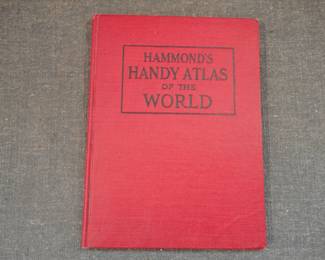 HAMMOND'S
HANDY ATLAS
OF THE
WORLD